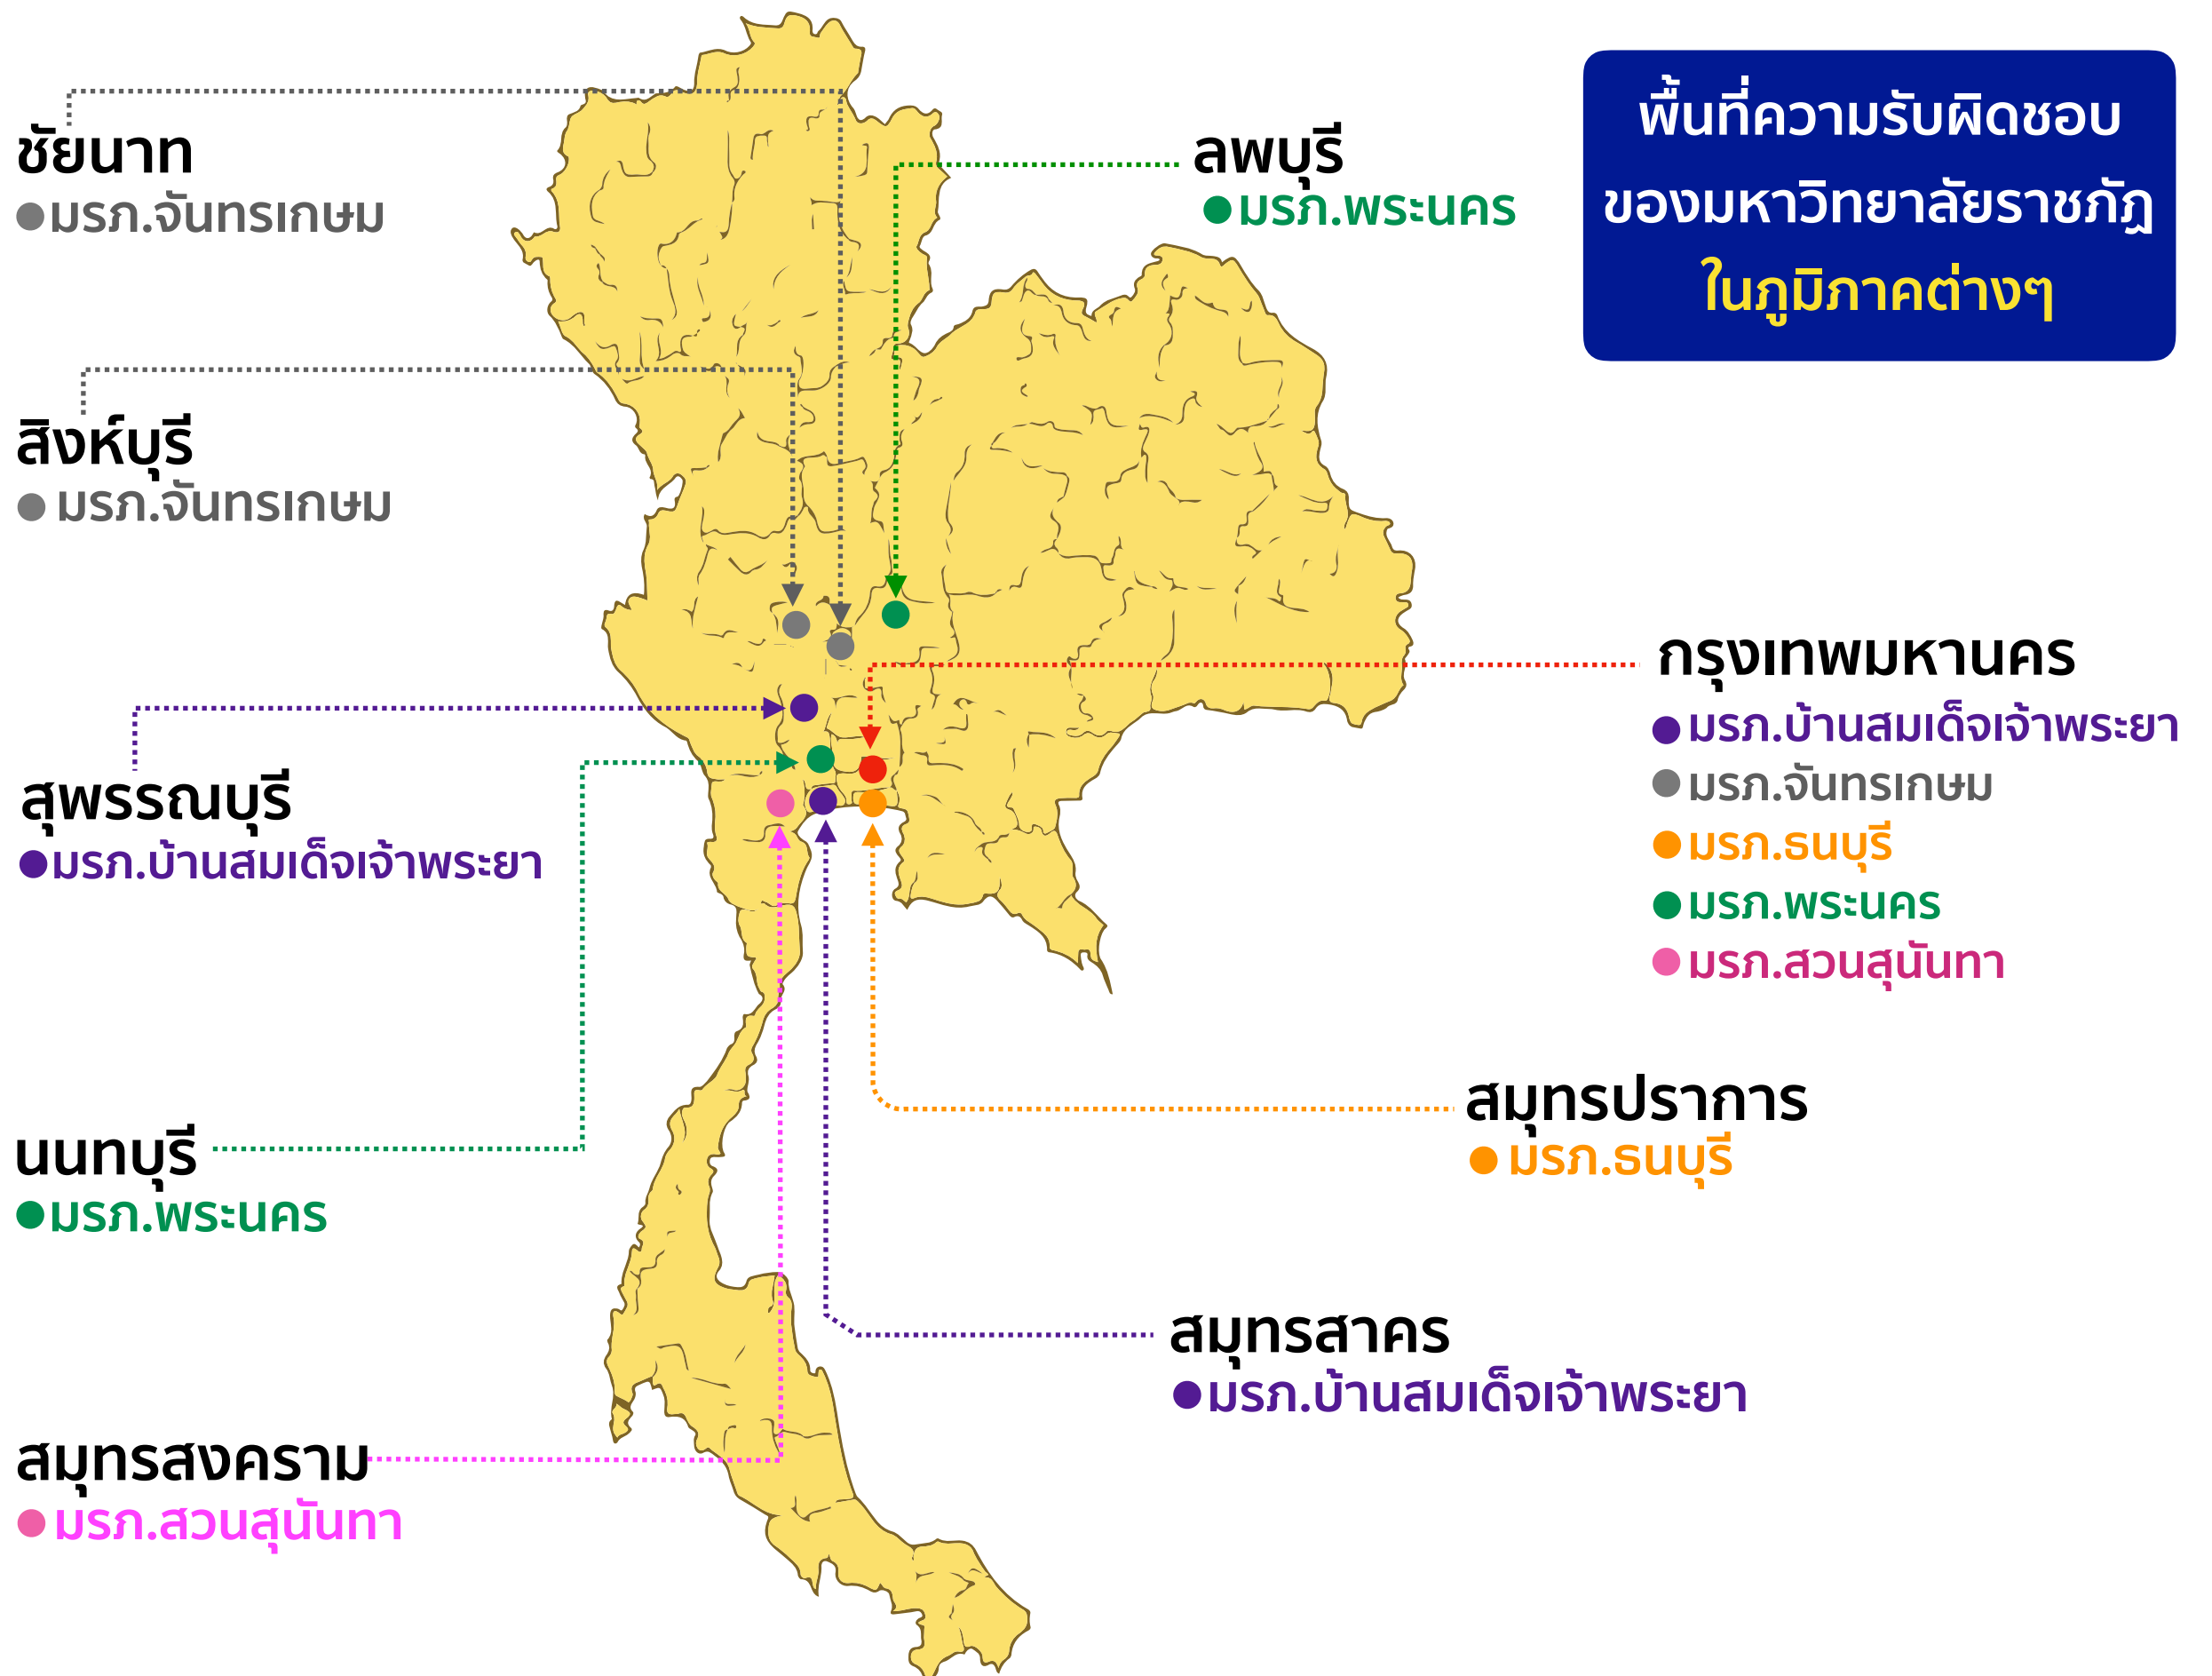 พื้นที่ความรับผิดชอบ
ของมหาวิทยาลัยราชภัฏ
ในภูมิภาคต่างๆ
ชัยนาท
มรภ.จันทรเกษม
สิงห์บุรี
มรภ.จันทรเกษม
สุพรรณบุรี
มรภ.บ้านสมเด็จเจ้าพระยา
นนทบุรี
มรภ.พระนคร
สมุทรสงคราม
มรภ.สวนสุนันทา
ลพบุรี
มรภ.พระนคร
กรุงเทพมหานคร
มรภ.บ้านสมเด็จเจ้าพระยา
มรภ.จันทรเกษม
มรภ.ธนบุรี
มรภ.พระนคร
มรภ.สวนสุนันทา
สมุทรปราการ
มรภ.ธนบุรี
สมุทรสาคร
มรภ.บ้านสมเด็จเจ้าพระยา